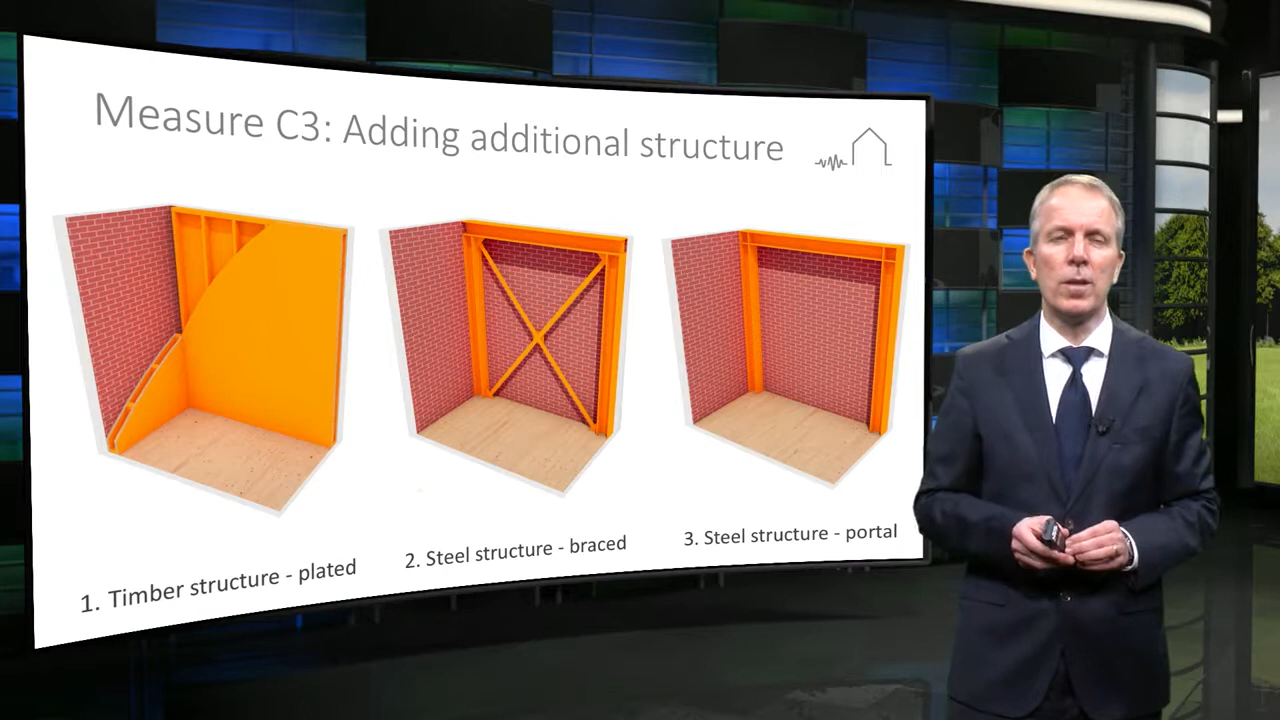 Measure C3: Adding additional structure
1. Timber structure - plated
2. Steel structure - braced
3. Steel structure - portal